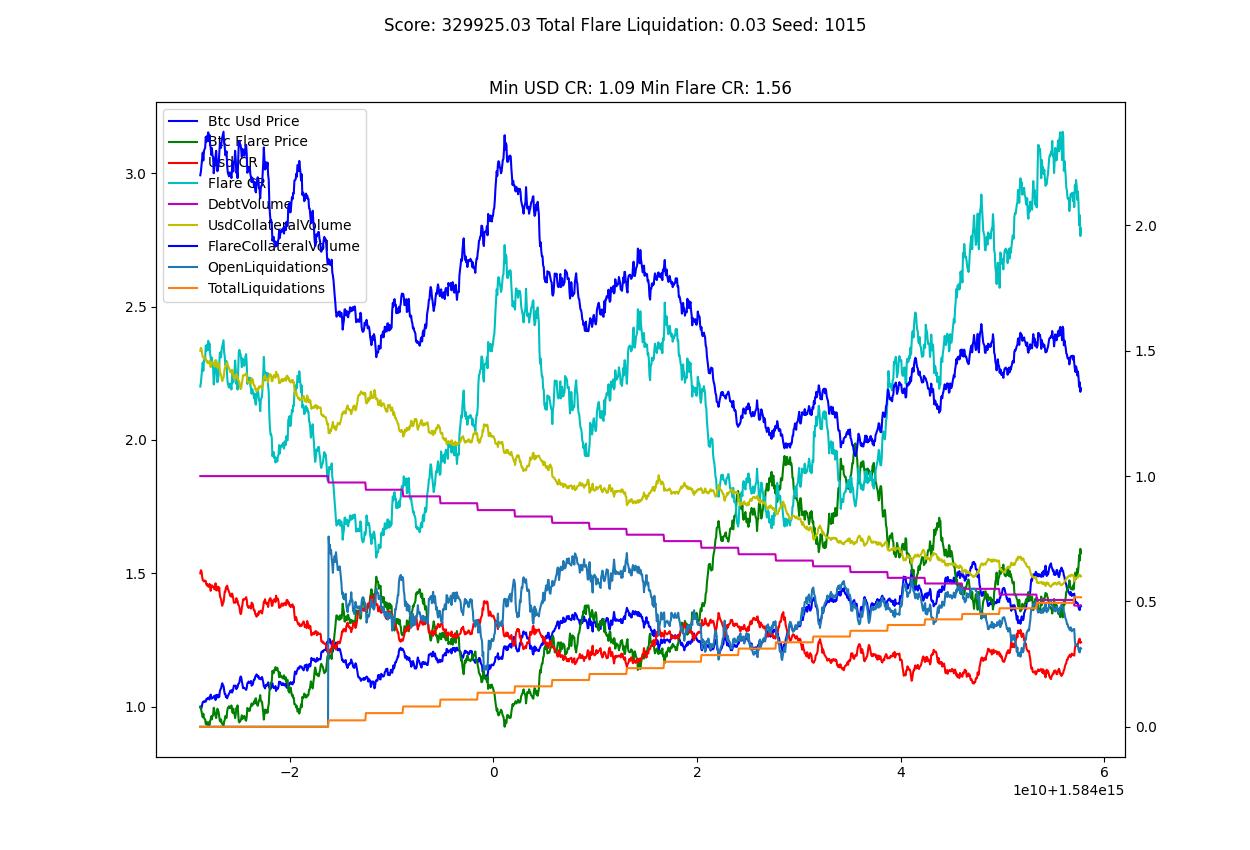 Score: 329925.03 Total Flare Liquidation: 0.03 Seed: 1015
Min USD CR: 1.09 Min Flare CR: 1.56
Btc Usd Price
Btc Flare Price
Usd CR
Flare CR
DebtVolume
UsdCollateralVolume
FlareCollateralVolume
OpenLiquidations
TotalLiquidations
3.0
2.5
2.0
1.5
1.0
2.0
1.5
1.0
0.5
0.0
−2
0
2
4
6
1e10+1.584e15